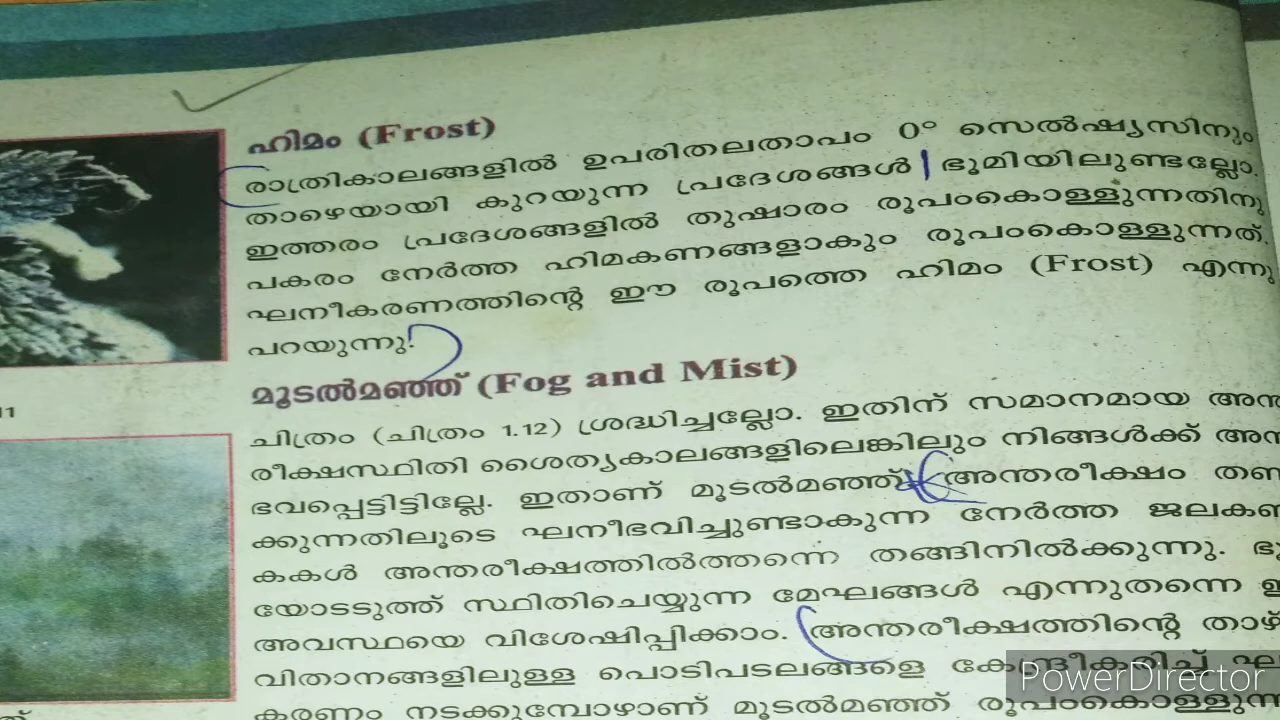 ഹിമം (Frost)
രാത്രികാലങ്ങളിൽ ഉപരിതലതാപം 0° സെൽഷ്യസിനും
താഴെയായി കുറയുന്ന പ്രദേശങ്ങൾ ഭൂമിയിലുണ്ടല്ലോ.
ഇത്തരം പ്രദേശങ്ങളിൽ തുഷാരം രൂപംകൊള്ളുന്നതിനു
പകരം നേർത്ത ഹിമകണങ്ങളാകും രൂപംകൊള്ളുന്നത്.
ഘനീകരണത്തിന്റെ ഈ രൂപത്തെ ഹിമം (Frost) എന്നു
പറയുന്നു.
മൂടൽമഞ്ഞ് (Fog and Mist)
ചിത്രം (ചിത്രം 1.12) ശ്രദ്ധിച്ചല്ലോ. ഇതിന് സമാനമായ
രീക്ഷസ്ഥിതി ശൈത്യകാലങ്ങളിലെങ്കിലും നിങ്ങൾക്ക്
ഭവപ്പെട്ടിട്ടില്ലേ. ഇതാണ് മൂടൽമഞ്ഞ് അന്തരീക്ഷം
ക്കുന്നതിലൂടെ ഘനീഭവിച്ചുണ്ടാകുന്ന നേർത്ത
കകൾ അന്തരീക്ഷത്തിൽത്തന്നെ തങ്ങിനിൽക്കുന്നു.
യോടടുത്ത് സ്ഥിതിചെയ്യുന്ന മേഘങ്ങൾ എന്നുതന്നെ
അവസ്ഥയെ വിശേഷിപ്പിക്കാം. അന്തരീക്ഷത്തിന്റെ താഴ്
വിതാനങ്ങളിലുള്ള പൊടിപടലങ്ങളെ കേന്ദ്രീകരിച്ച്
കരണം നടക്കുമ്പോഴാണ് മൂടൽമഞ്ഞ്
PowerDirector